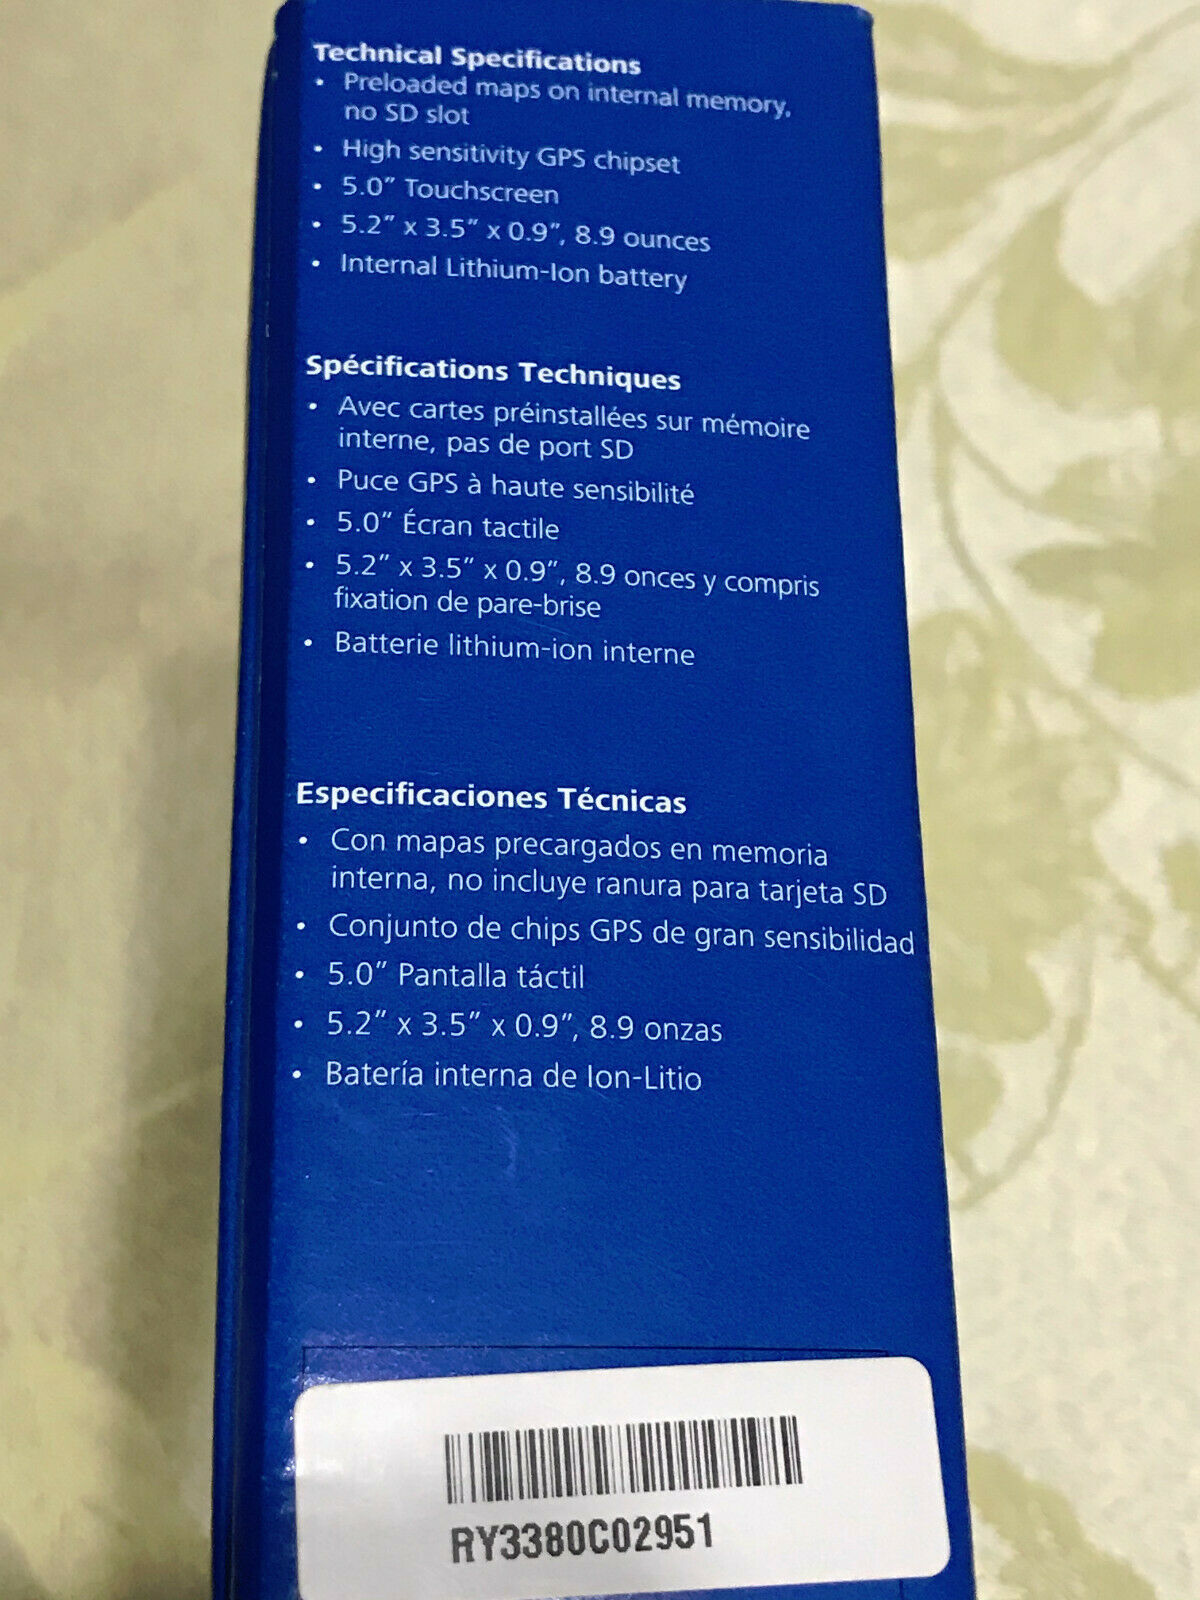 Technical Specifications
• Preloaded maps on internal memory,
no SD slot
• High sensitivity GPS chipset
• 5.0” Touchscreen
• 5.2” x 3.5” x 0.9”, 8.9 ounces
• Internal Lithium-Ion battery
Spécifications Techniques
• Avec cartes préinstallées sur mémoire
interne, pas de port SD
• Puce GPS à haute sensibilité
• 5.0” Écran tactile
• 5.2” x 3.5” x 0.9”, 8.9 onces y compris
fixation de pare-brise
• Batterie lithium-ion interne
Especificaciones Técnicas
• Con mapas precargados en memoria
interna, no incluye ranura para tarjeta SD
• Conjunto de chips GPS de gran sensibilidad
• 5.0” Pantalla táctil
• 5.2” x 3.5” x 0.9”, 8.9 onzas
• Batería interna de Ion-Litio
RY3380C02951